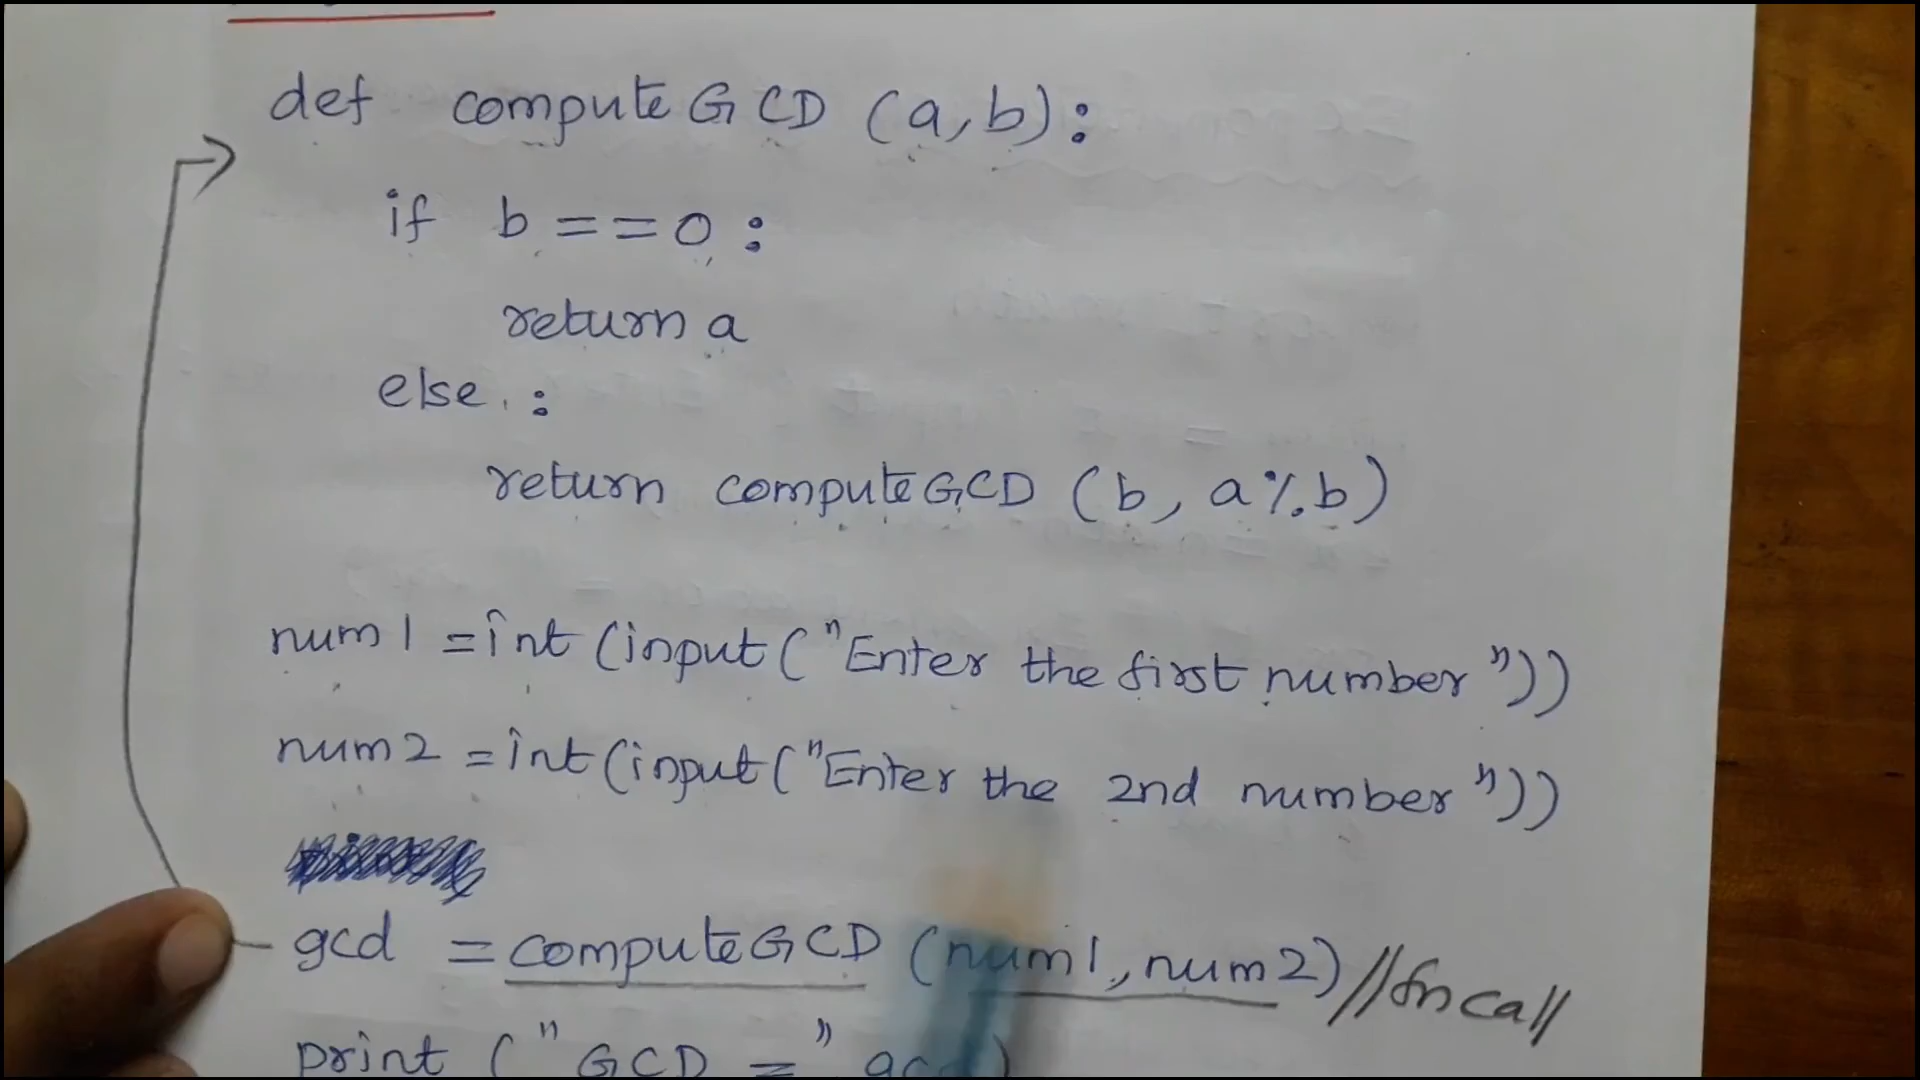 def computeGCD (a,b):
if b ==0 :
return a
else :
return computeGCD (b, a%b)
num1 =int (input ("Enter the first number"))
num2 =int(input("Enter the 2nd number"))
gcd = computeGCD (num1, num2) //fn call
print ("GCD =" gcd)